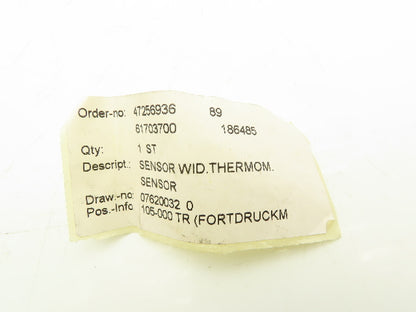 Order-no: 47256936 89
61703700 186485
Qty: 1 ST
Descript.: SENSOR WID.THERMOM.
SENSOR
Draw.-no: 07620032 0
Pos.-Info: 105-000 TR (FORTDRUCKM